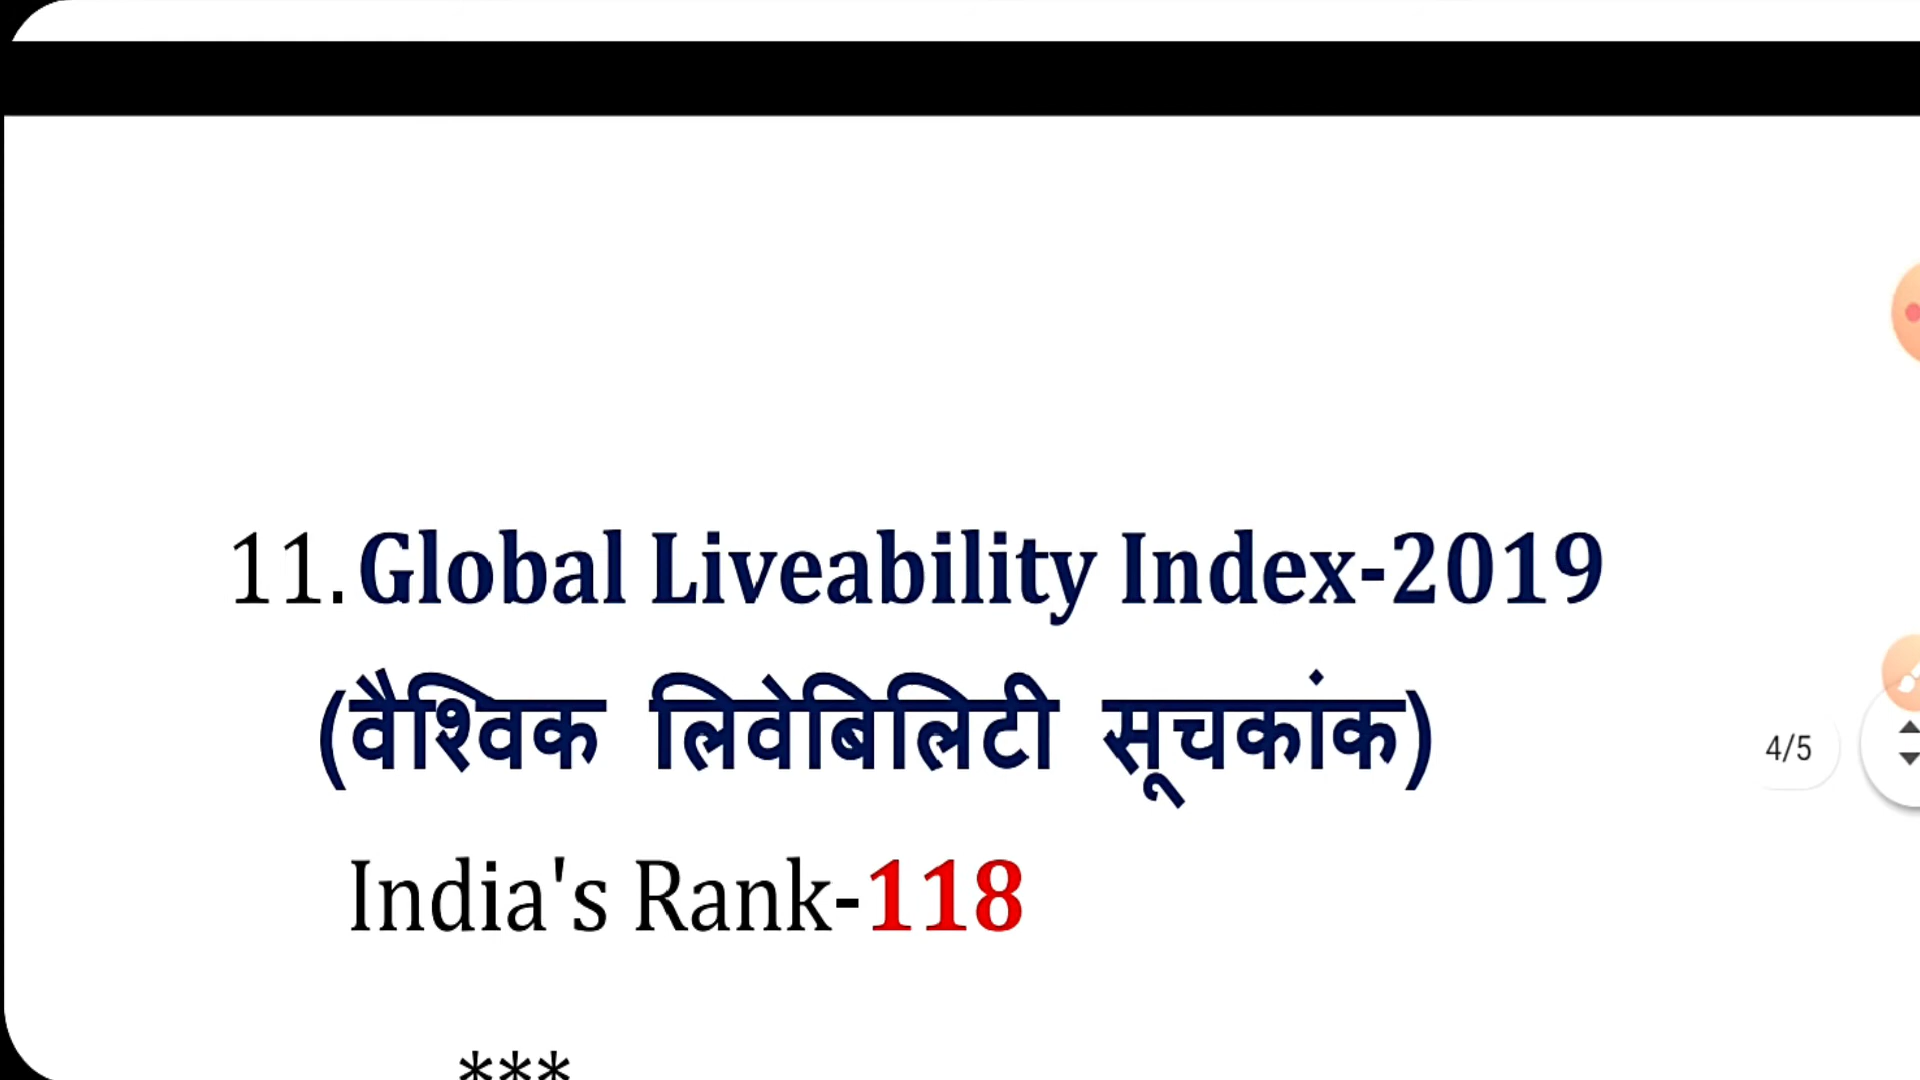 11. Global Liveability Index-2019
(वैश्विक लिवेबिलिटी सूचकांक)
4/5
India's Rank-118
***